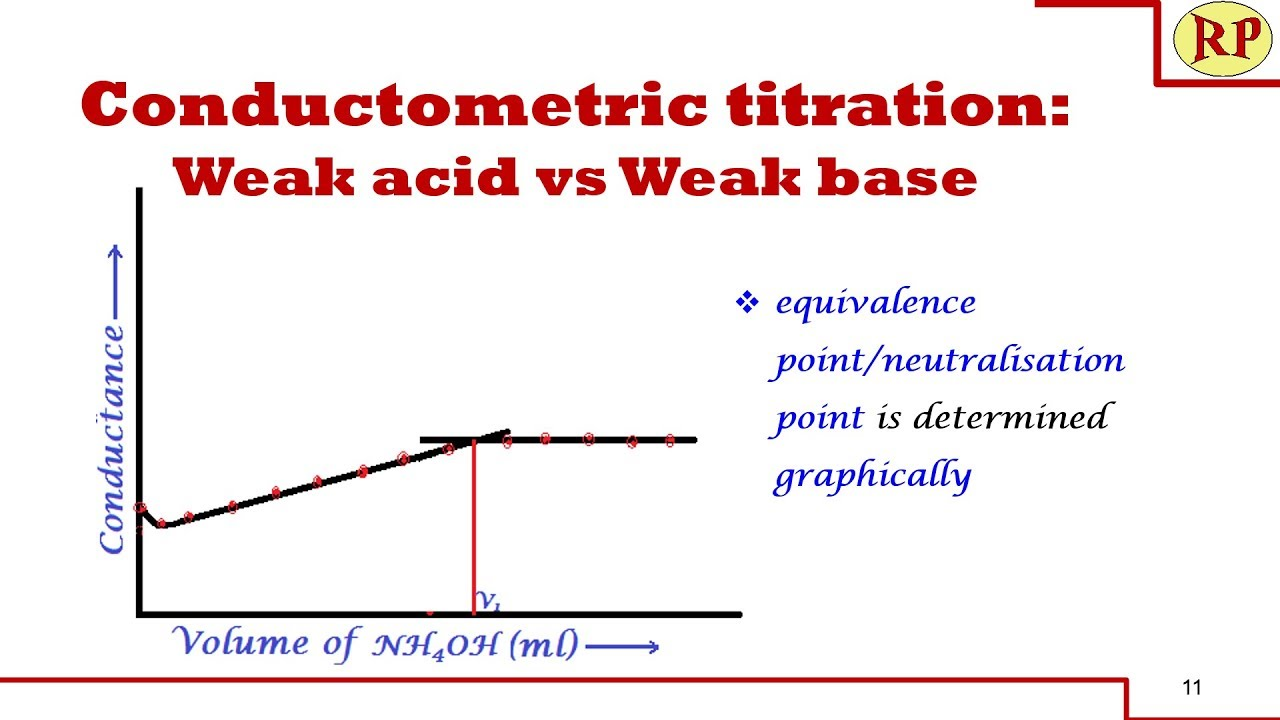 RP
Conductometric titration:
Weak acid vs Weak base
Conductance
❖ equivalence
point/neutralisation
point is determined
graphically
V₁
Volume of NH₄OH (ml)
11